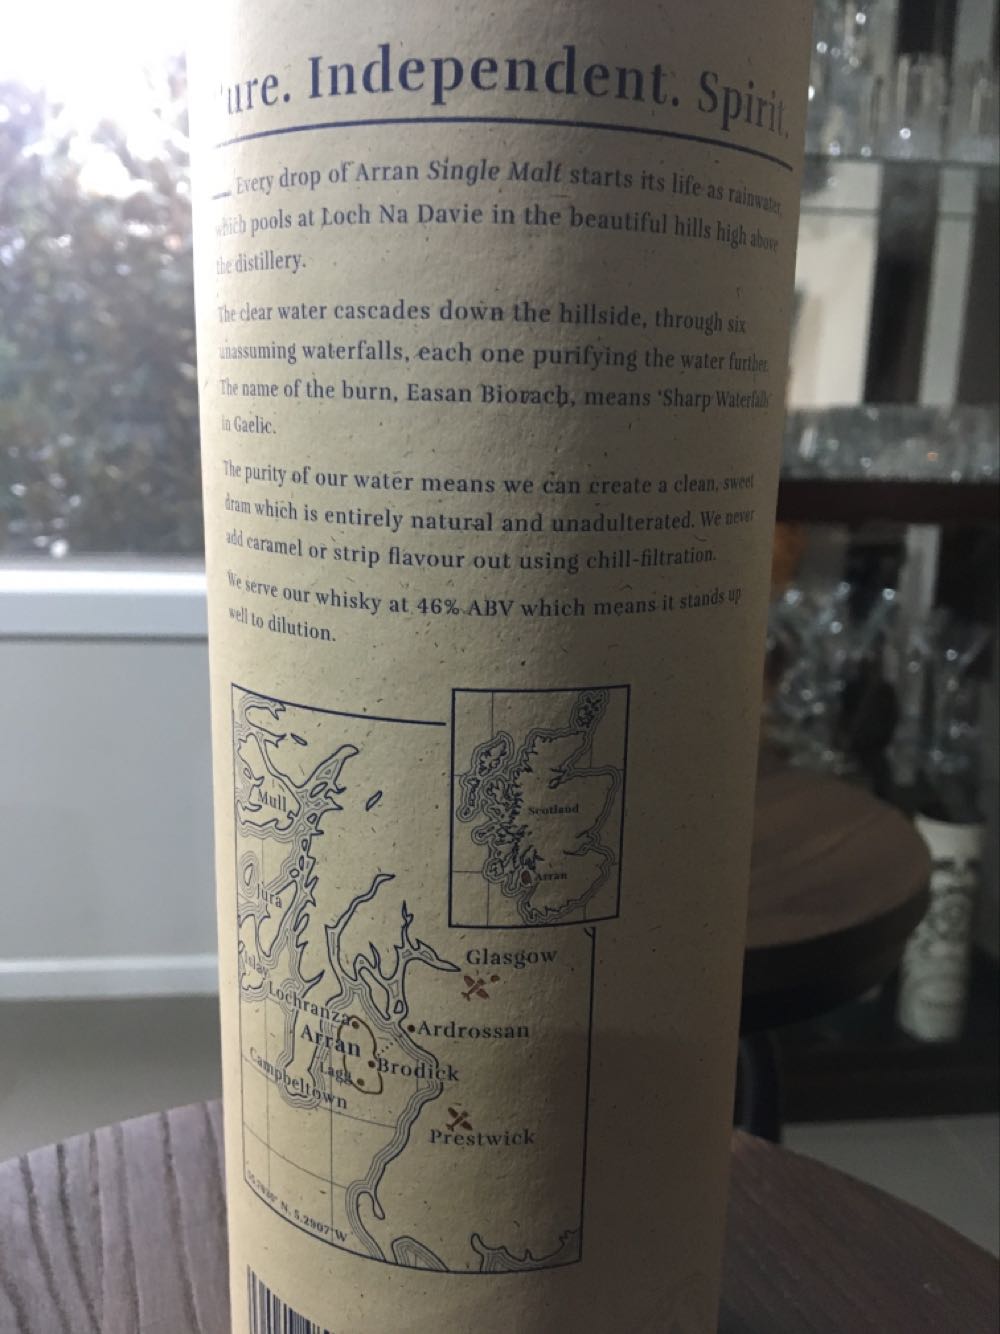 ure. Independent. Spirit.
Every drop of Arran Single Malt starts its life as rainwater,
which pools at Loch Na Davie in the beautiful hills high above
the distillery.
The clear water cascades down the hillside, through six
unassuming waterfalls, each one purifying the water further.
The name of the burn, Easan Biorach, means 'Sharp Waterfalls'
in Gaelic.
The purity of our water means we can create a clean, sweet
dram which is entirely natural and unadulterated. We never
add caramel or strip flavour out using chill-filtration.
We serve our whisky at 46% ABV which means it stands up
well to dilution.
Mull
Scotland
Arran
Jura
Islay
Glasgow
Lochranza
Ardrossan
Arran
Brodick
Lagg
Campbeltown
Prestwick
N, 5.2907°W